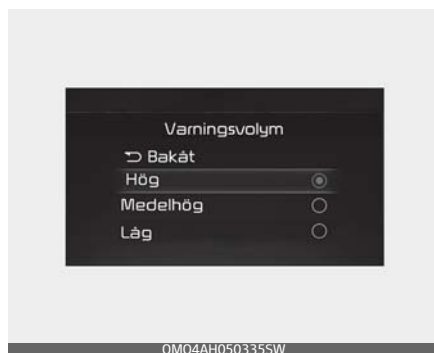 Varningsvolym
Bakåt
Hög
Medelhög
Låg
OMQ4AH050335SW